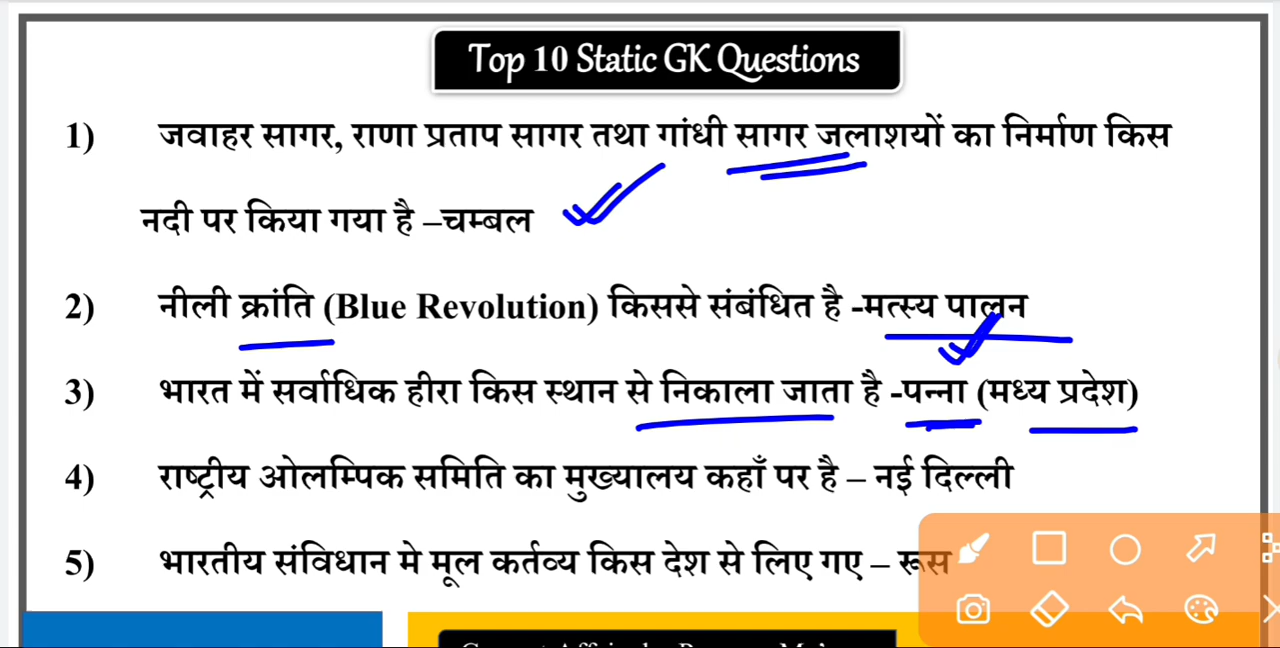 Top 10 Static GK Questions
1) जवाहर सागर, राणा प्रताप सागर तथा गांधी सागर जलाशयों का निर्माण किस
नदी पर किया गया है –चम्बल
2) नीली क्रांति (Blue Revolution) किससे संबंधित है -मत्स्य पालन
3) भारत में सर्वाधिक हीरा किस स्थान से निकाला जाता है -पन्ना (मध्य प्रदेश)
4) राष्ट्रीय ओलम्पिक समिति का मुख्यालय कहाँ पर है – नई दिल्ली
5) भारतीय संविधान मे मूल कर्तव्य किस देश से लिए गए – रूस